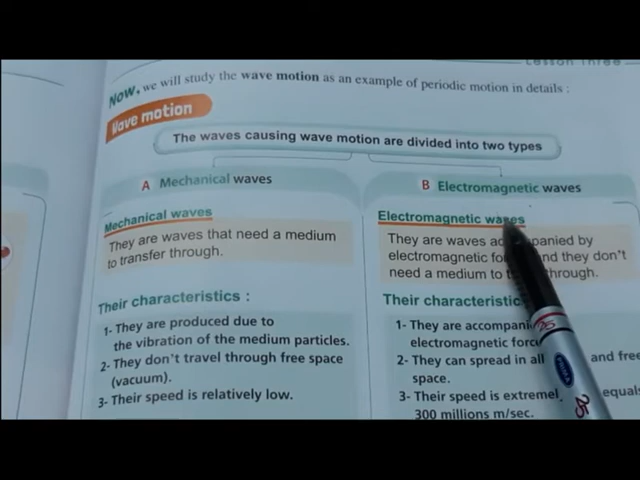 Lesson Three
Now, we will study the wave motion as an example of periodic motion in details :
Wave motion
The waves causing wave motion are divided into two types
A Mechanical waves
Mechanical waves
They are waves that need a medium
to transfer through.
Their characteristics :
1- They are produced due to
the vibration of the medium particles.
2- They don't travel through free space
(vacuum).
3- Their speed is relatively low.
B Electromagnetic waves
Electromagnetic waves
They are waves accompanied by
electromagnetic and they don't
need a medium to through.
Their characteristic
1- They are
electromagnetic
2- They can spread in all and free
space.
3- Their speed is equals
300 millions m/sec.
25
25